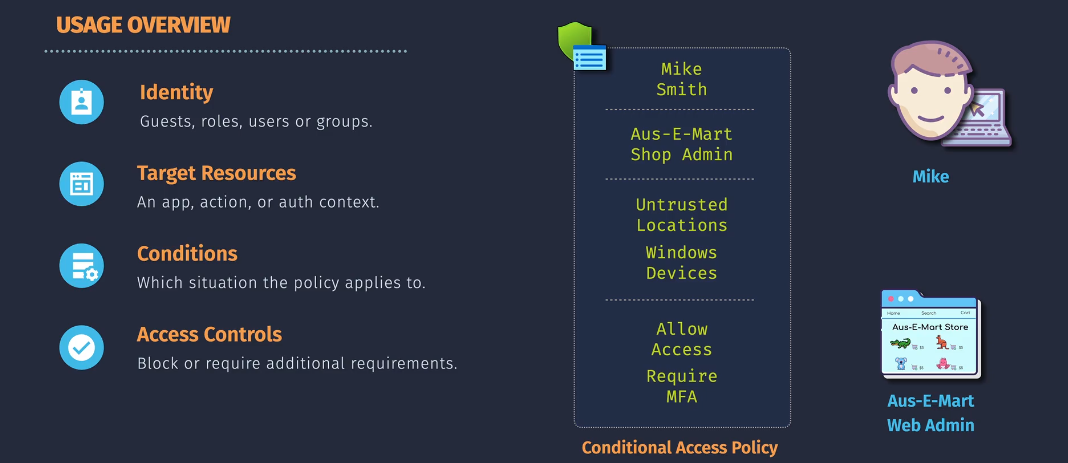 USAGE OVERVIEW
Identity
Guests, roles, users or groups.
Target Resources
An app, action, or auth context.
Conditions
Which situation the policy applies to.
Access Controls
Block or require additional requirements.
Mike
Smith
Aus-E-Mart
Shop Admin
Untrusted
Locations
Windows
Devices
Allow
Access
Require
MFA
Conditional Access Policy
Mike
Home Search Cart
Aus-E-Mart Store
Aus-E-Mart
Web Admin